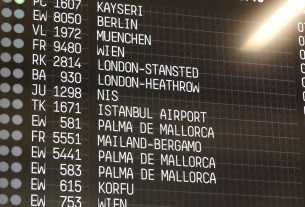 PC 1607 KAYSERI
EW 8050 BERLIN
VL 1972 MUENCHEN
FR 9480 WIEN
RK 2814 LONDON-STANSTED
BA 930 LONDON-HEATHROW
JU 1298 NIS
TK 1671 ISTANBUL AIRPORT
EW 581 PALMA DE MALLORCA
FR 5551 MAILAND-BERGAMO
EW 5441 PALMA DE MALLORCA
EW 583 PALMA DE MALLORCA
EW 615 KORFU
EW 753 WIEN